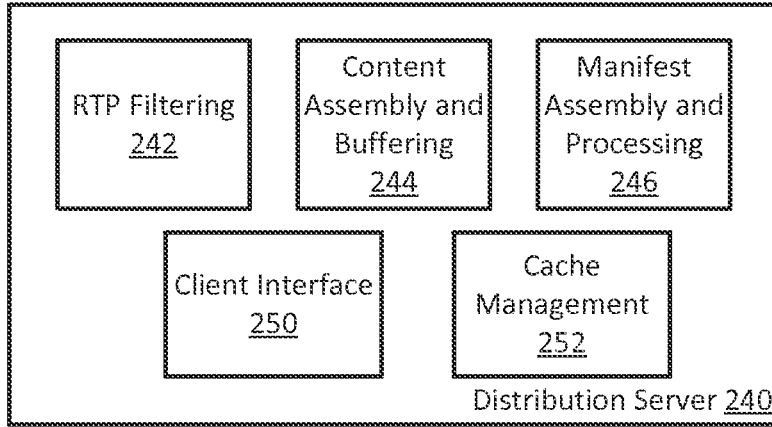 RTP Filtering
242
Content
Assembly and
Buffering
244
Manifest
Assembly and
Processing
246
Client Interface
250
Cache
Management
252
Distribution Server 240